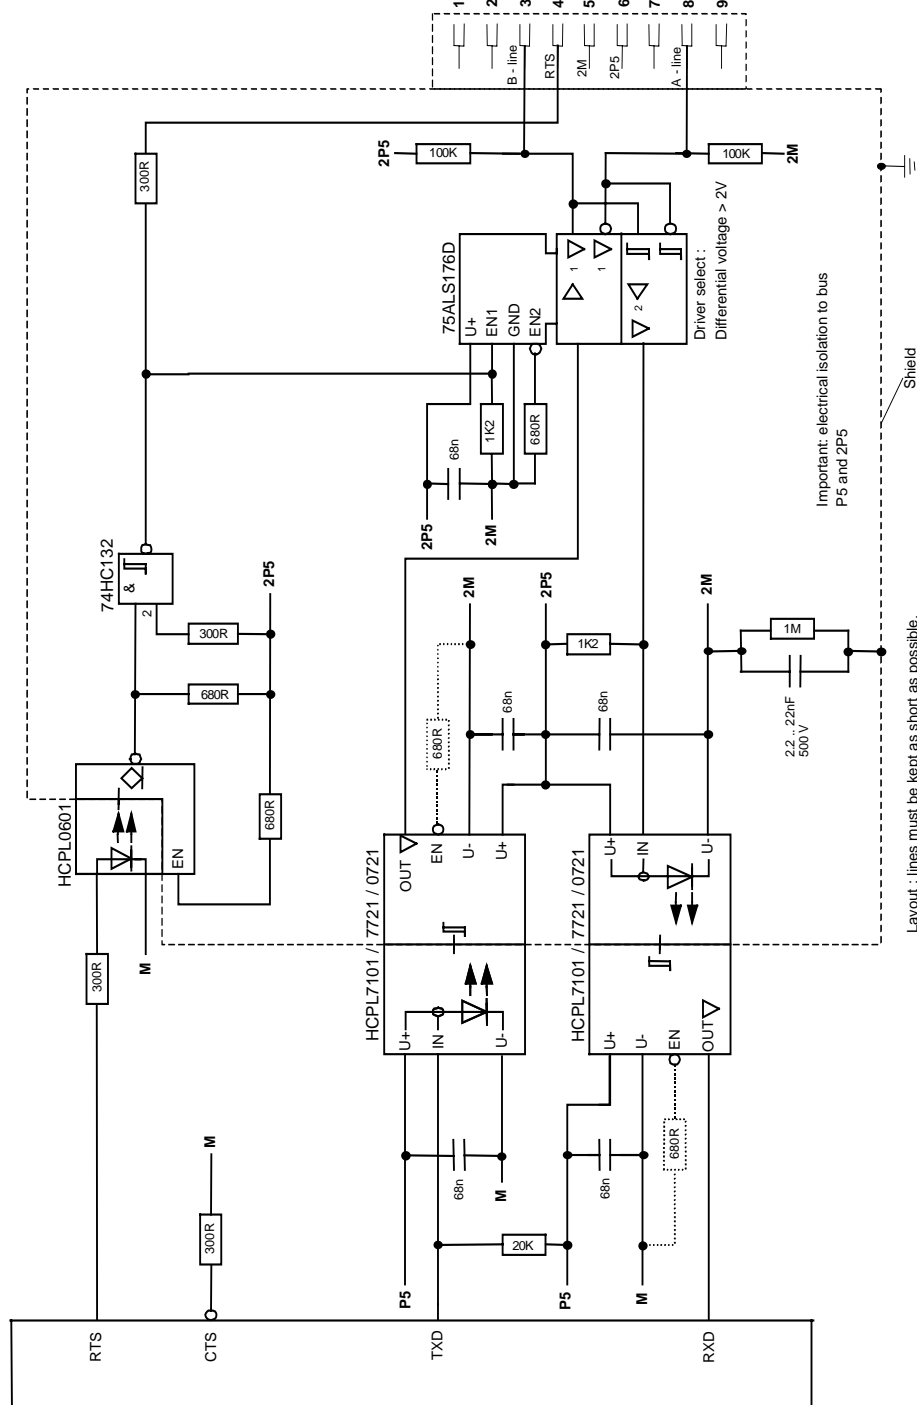 1
2
3
4
5
6
7
8
9
B - line
RTS
2M
2P5
A - line
300R
2P5
100K
100K
2M
75ALS176D
U+
EN1
GND
EN2
1
1
2
Driver select :
Differential voltage > 2V
1K2
680R
68n
2P5
2M
Important: electrical isolation to bus
P5 and 2P5
Shield
74HC132
&
2
300R
680R
2P5
680R
HCPL0601
EN
300R
M
2M
2P5
2M
680R
68n
1K2
68n
1M
2.2 .. 22nF
500 V
Layout : lines must be kept as short as possible.
HCPL7101 / 7721 / 0721
OUT
EN
U-
U+
U+
IN
U-
HCPL7101 / 7721 / 0721
U+
IN
U-
U+
U-
EN
OUT
M
300R
68n
M
68n
680R
20K
P5
P5
M
RTS
CTS
TXD
RXD